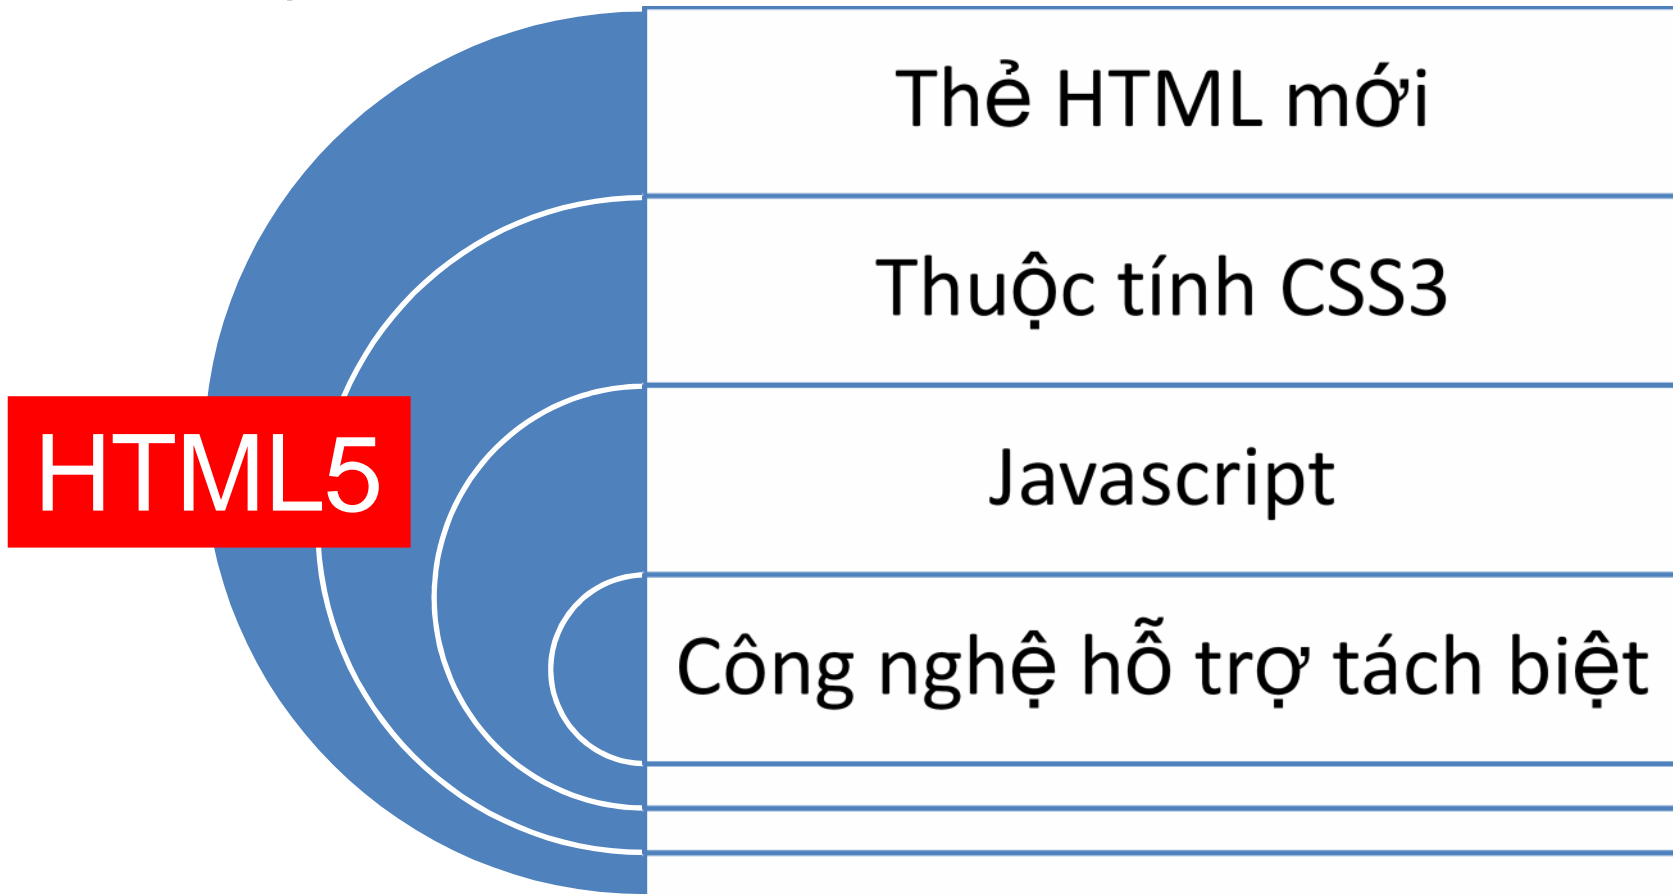 Thẻ HTML mới
Thuộc tính CSS3
HTML5
Javascript
Công nghệ hỗ trợ tách biệt